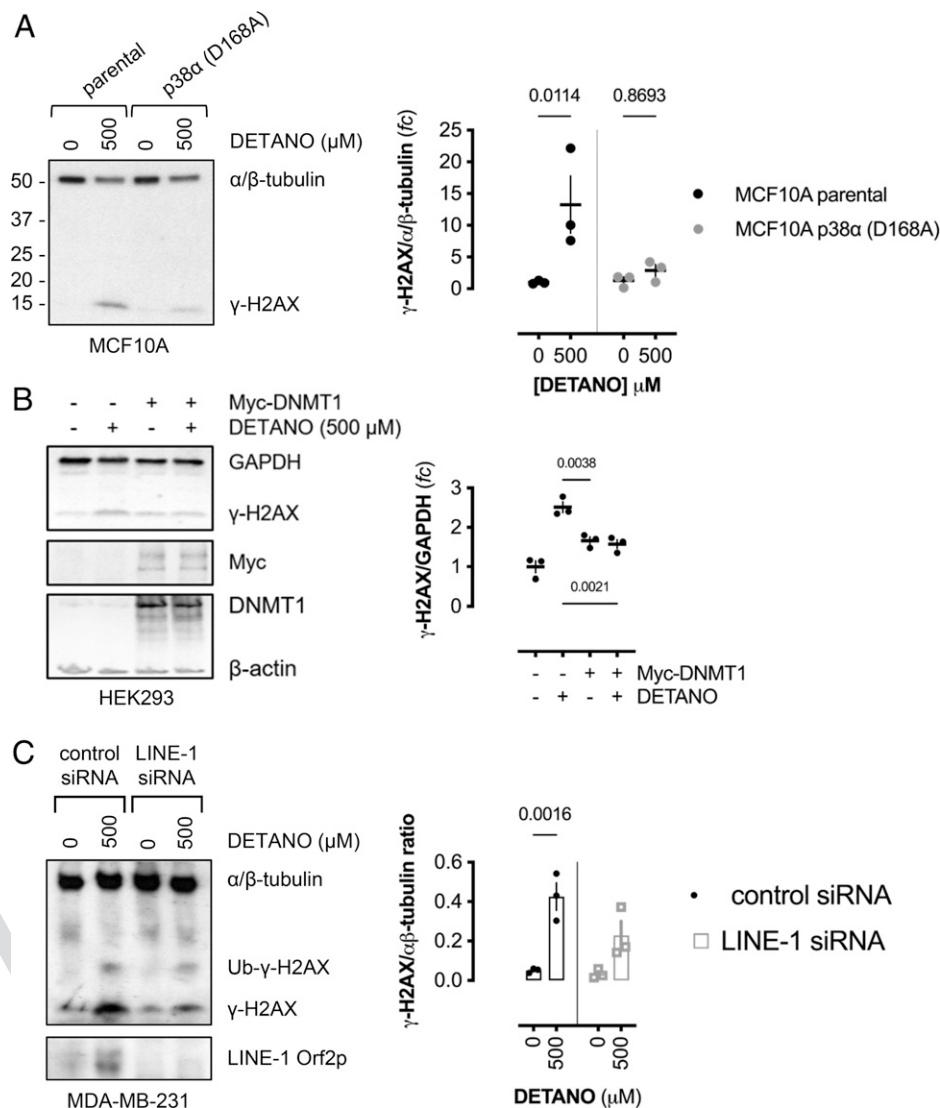 A
parental
p38α (D168A)
0
500
0
500
DETANO (μM)
50 -
37 -
25 -
20 -
15 -
α/β-tubulin
γ-H2AX
MCF10A
γ-H2AX/α/β-tubulin (fc)
0.0114
0.8693
25
20
15
10
5
0
0 500 0 500
[DETANO] μM
MCF10A parental
MCF10A p38α (D168A)
B
- - + + Myc-DNMT1
- + - + DETANO (500 μM)
GAPDH
γ-H2AX
Myc
DNMT1
β-actin
HEK293
γ-H2AX/GAPDH (fc)
0.0038
3
2
1
0
0.0021
- - + + Myc-DNMT1
- + - + DETANO
C
control siRNA
LINE-1 siRNA
0
500
0
500
DETANO (μM)
α/β-tubulin
Ub-γ-H2AX
γ-H2AX
LINE-1 Orf2p
MDA-MB-231
γ-H2AX/αβ-tubulin ratio
0.0016
0.6
0.4
0.2
0.0
0
500
0
500
DETANO (μM)
control siRNA
LINE-1 siRNA